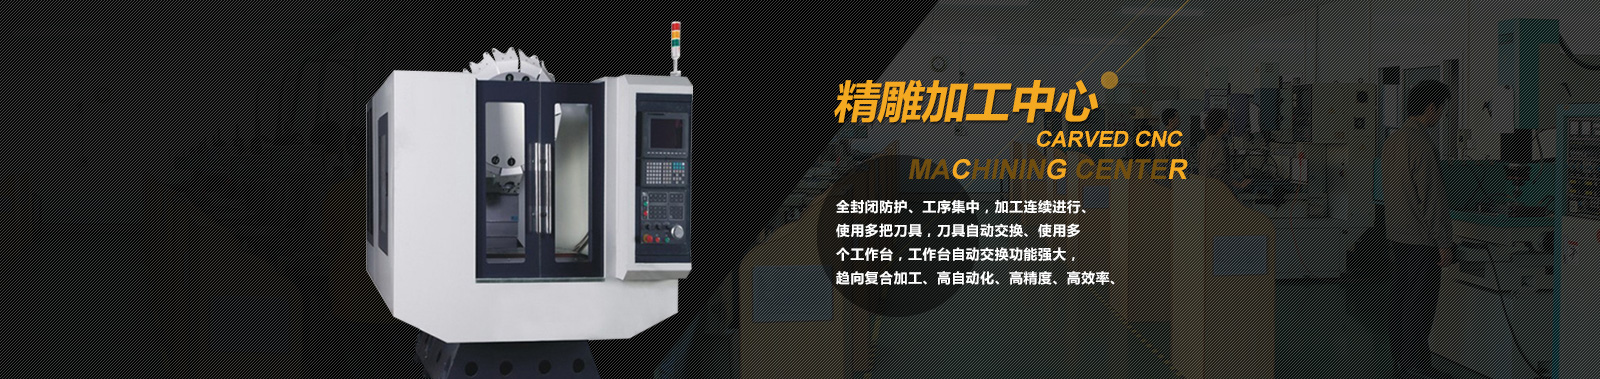 精雕加工中心
CARVED CNC
MACHINING CENTER
全封闭防护、工序集中，加工连续进行、
使用多把刀具，刀具自动交换、使用多
个工作台，工作台自动交换功能强大，
趋向复合加工、高自动化、高精度、高效率、